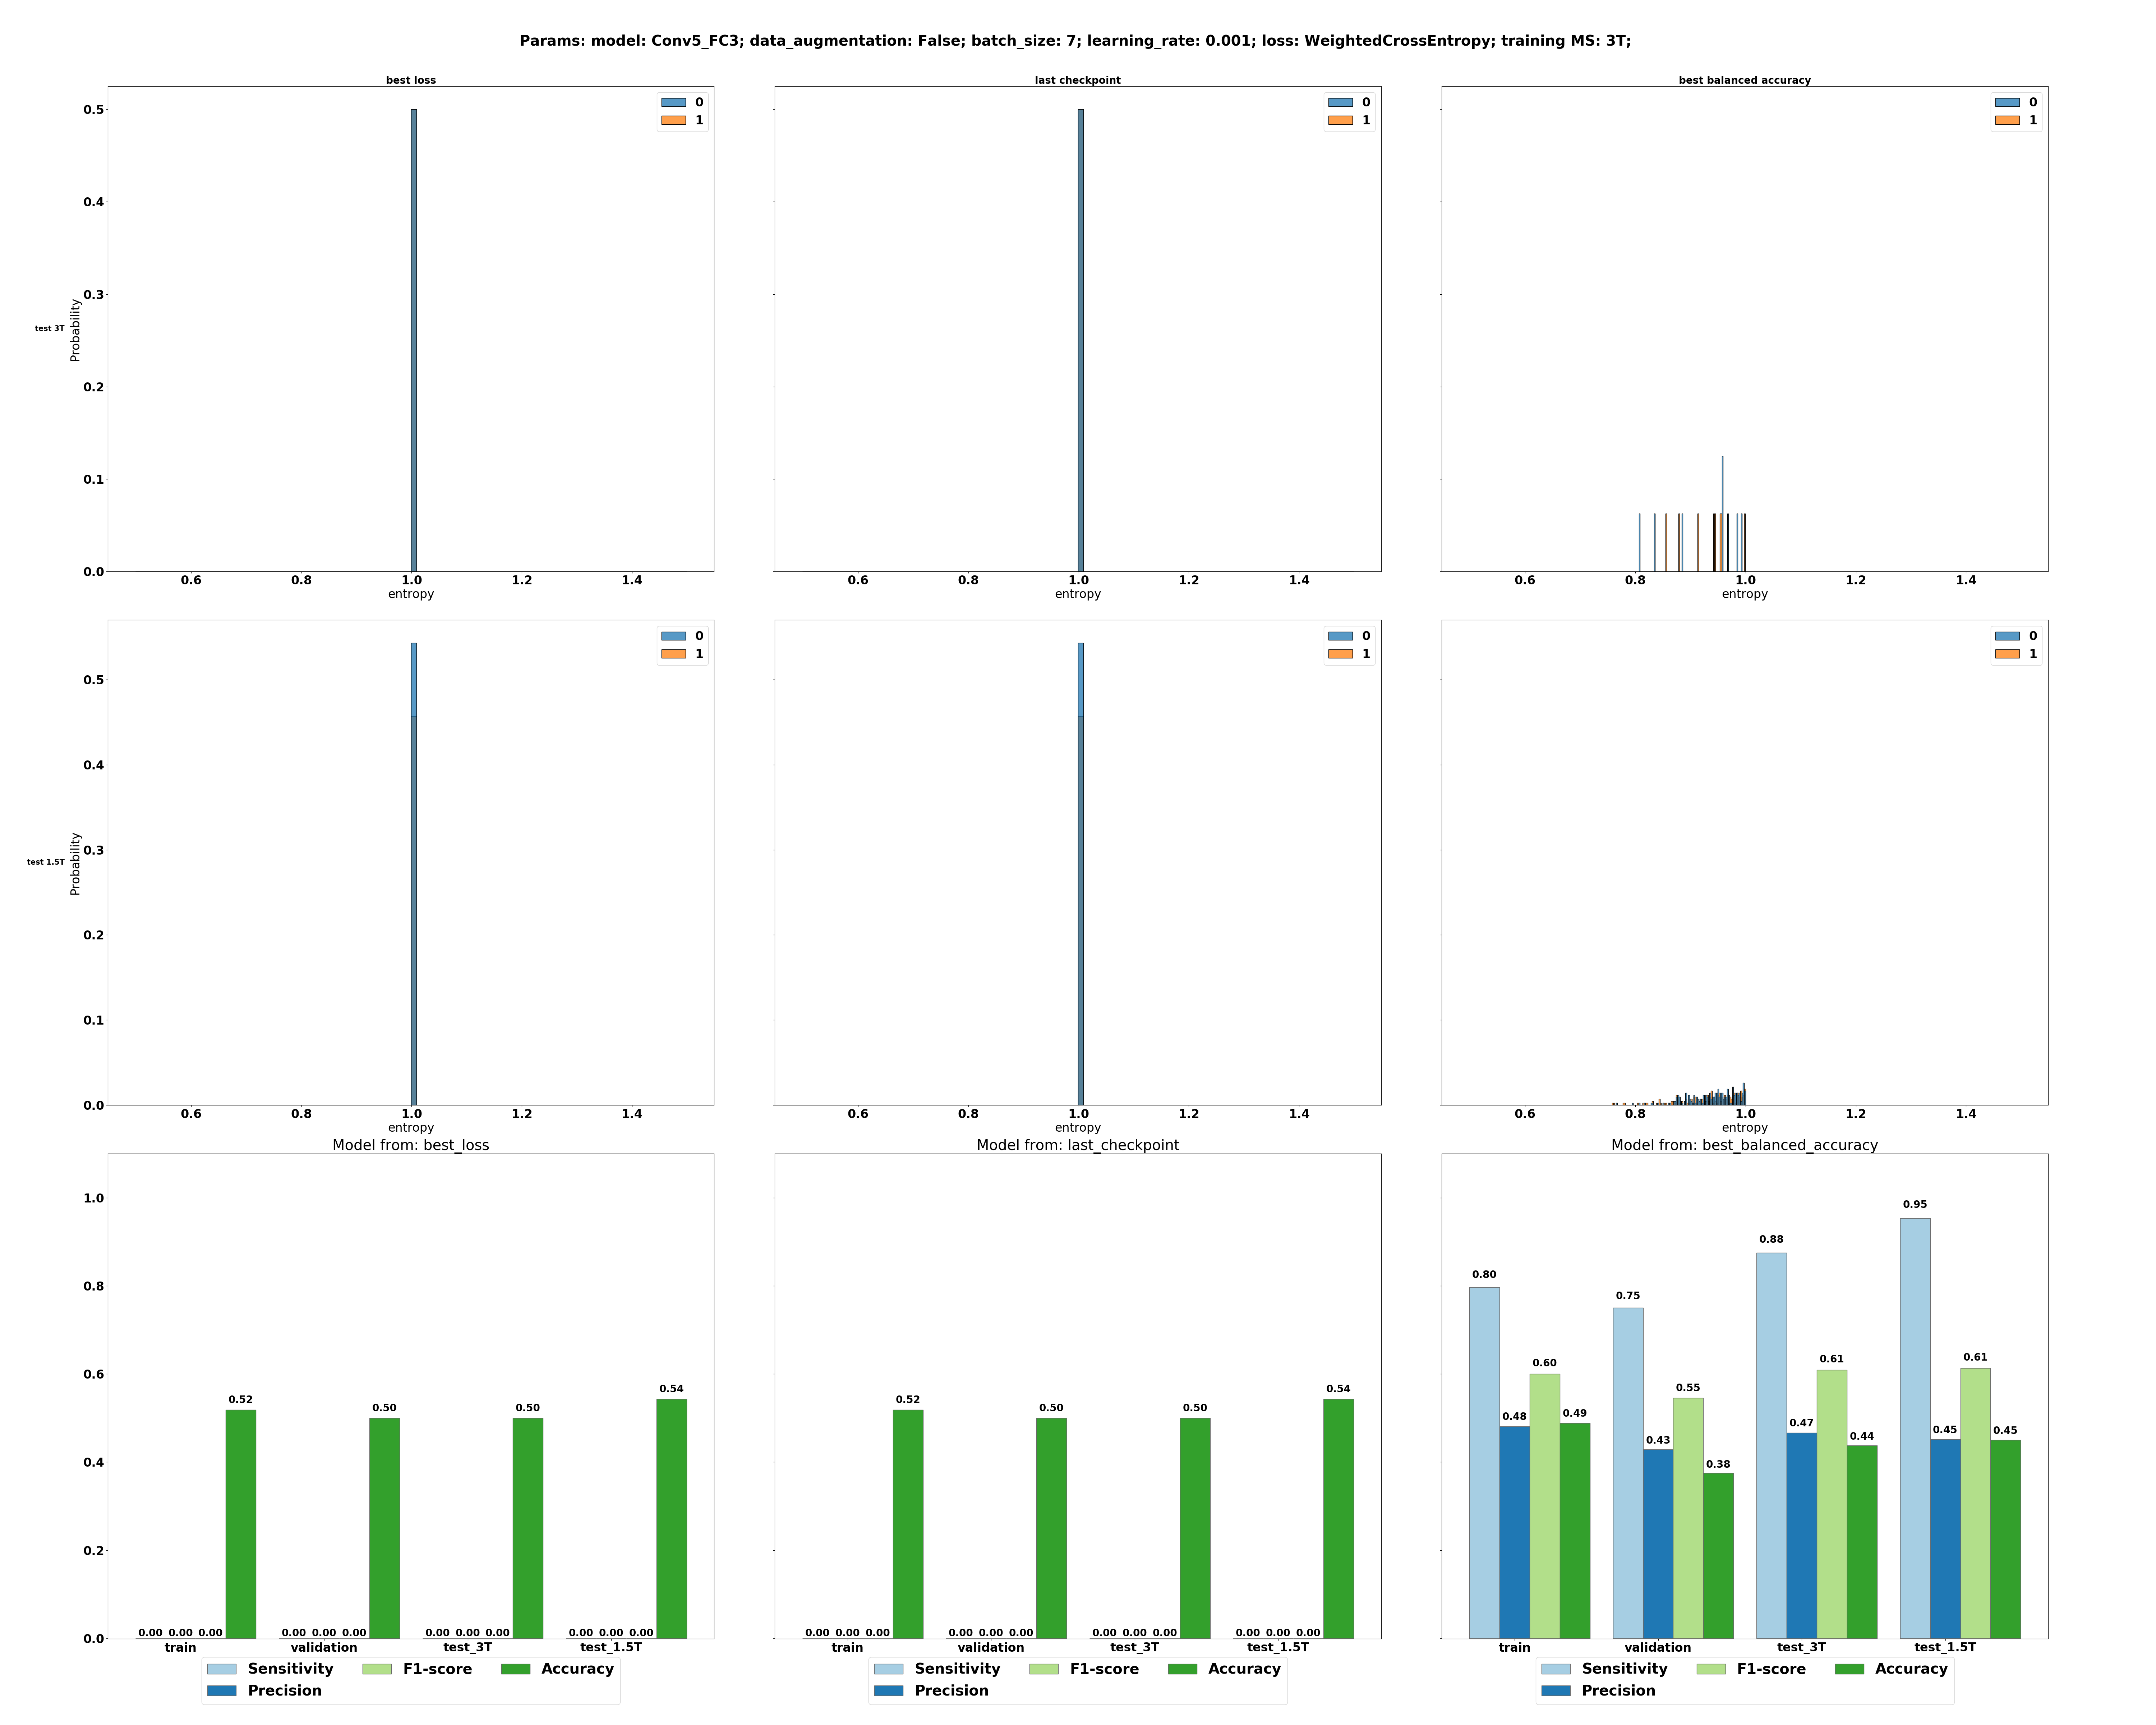 Params: model: Conv5_FC3; data_augmentation: False; batch_size: 7; learning_rate: 0.001; loss: WeightedCrossEntropy; training MS: 3T;
best loss
last checkpoint
best balanced accuracy
0
1
0
1
0
1
0.5
0.4
0.3
0.2
0.1
0.0
test 3T
Probability
0.6 0.8 1.0 1.2 1.4
0.6 0.8 1.0 1.2 1.4
0.6 0.8 1.0 1.2 1.4
entropy
entropy
entropy
0
1
0
1
0
1
0.5
0.4
0.3
0.2
0.1
0.0
test 1.5T
Probability
0.6 0.8 1.0 1.2 1.4
0.6 0.8 1.0 1.2 1.4
0.6 0.8 1.0 1.2 1.4
entropy
entropy
entropy
Model from: best_loss
Model from: last_checkpoint
Model from: best_balanced_accuracy
1.0
0.8
0.6
0.4
0.2
0.0
0.00 0.00 0.00 0.52
0.00 0.00 0.00 0.50
0.00 0.00 0.00 0.50
0.00 0.00 0.00 0.54
train validation test_3T test_1.5T
0.00 0.00 0.00 0.52
0.00 0.00 0.00 0.50
0.00 0.00 0.00 0.50
0.00 0.00 0.00 0.54
train validation test_3T test_1.5T
0.80 0.48 0.60 0.49
0.75 0.43 0.55 0.38
0.88 0.47 0.61 0.44
0.95 0.45 0.61 0.45
train validation test_3T test_1.5T
Sensitivity F1-score Accuracy
Precision
Sensitivity F1-score Accuracy
Precision
Sensitivity F1-score Accuracy
Precision